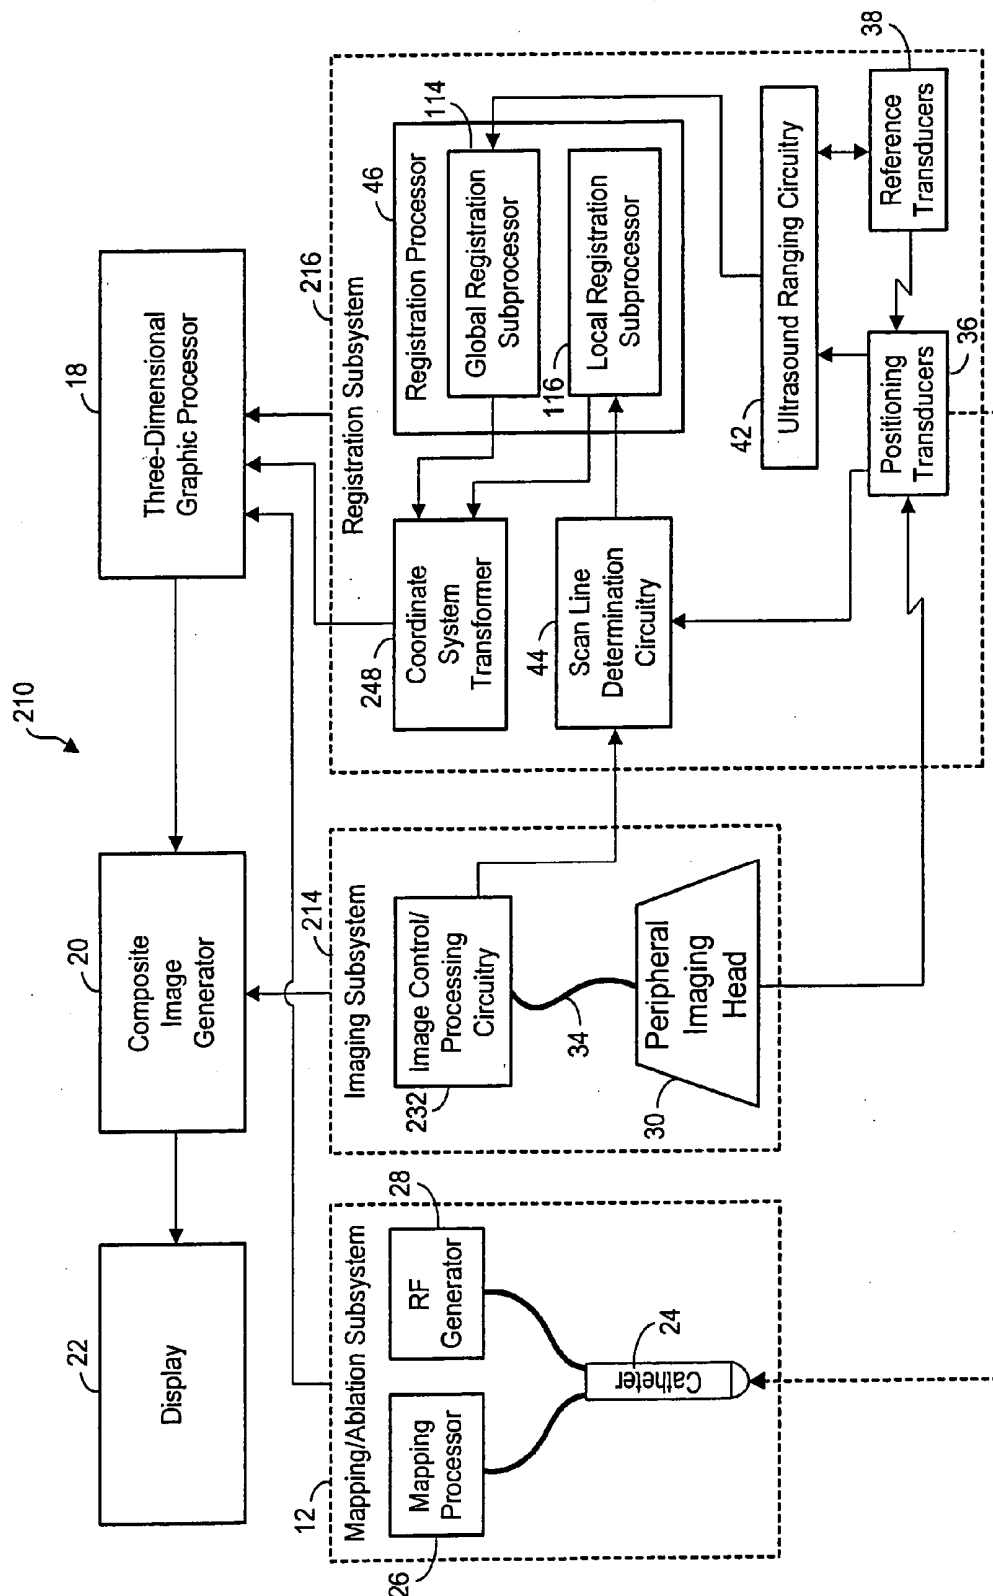 210
22
Display
20
Composite
Image
Generator
18
Three-Dimensional
Graphic Processor
12
Mapping/Ablation Subsystem
26
Mapping
Processor
28
RF
Generator
24
Catheter
214
Imaging Subsystem
232
Image Control/
Processing
Circuitry
34
30
Peripheral
Imaging
Head
216
Registration Subsystem
248
Coordinate
System
Transformer
46
Registration Processor
114
Global Registration
Subprocessor
116
Local Registration
Subprocessor
44
Scan Line
Determination
Circuitry
42
Ultrasound Ranging Circuitry
36
Positioning
Transducers
38
Reference
Transducers